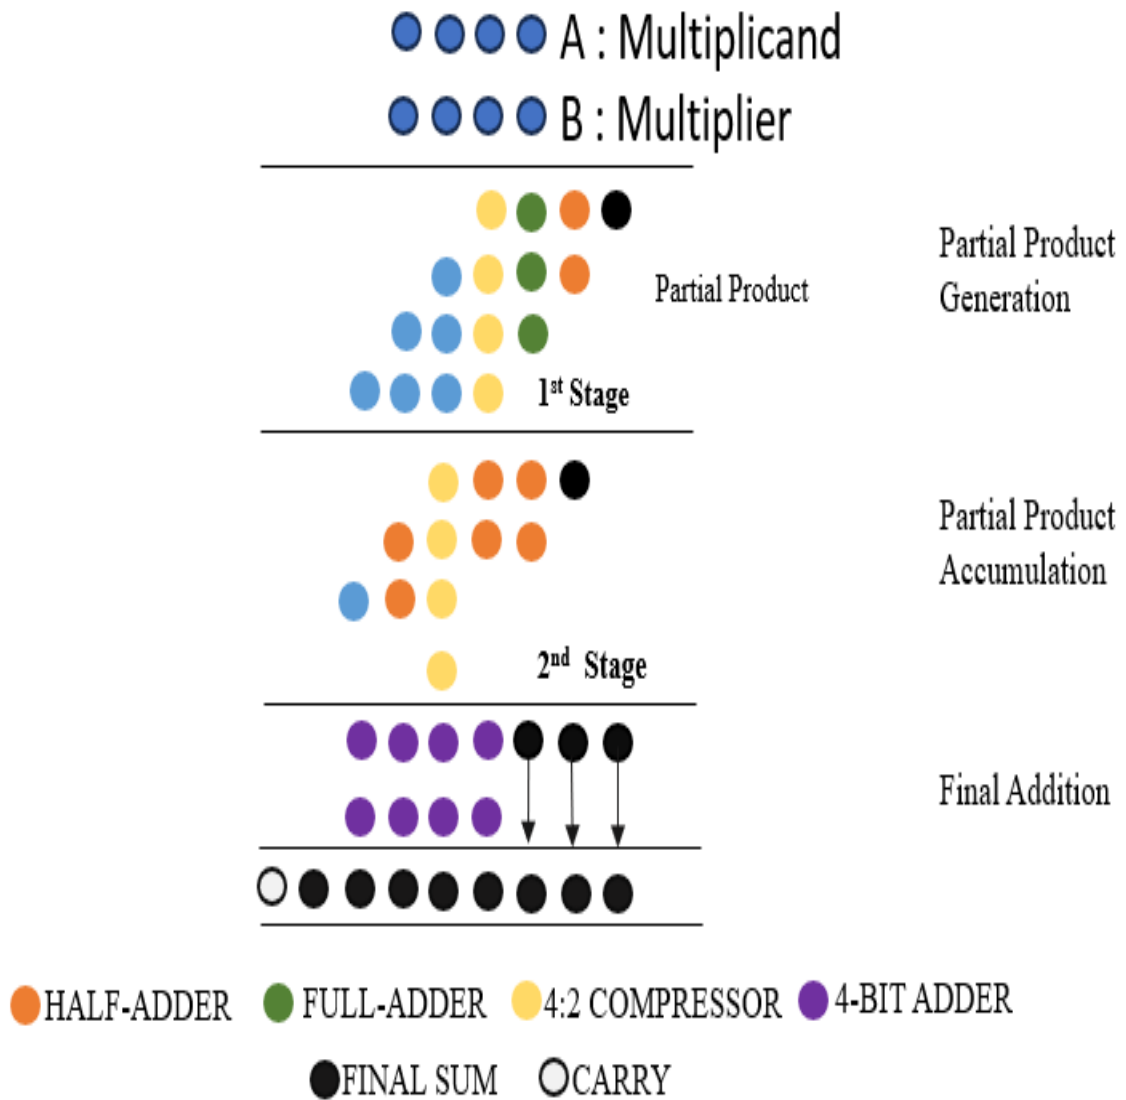 A : Multiplicand
B : Multiplier
Partial Product
Generation
Partial Product
1st Stage
Partial Product
Accumulation
2nd Stage
Final Addition
HALF-ADDER
FULL-ADDER
4:2 COMPRESSOR
4-BIT ADDER
FINAL SUM
CARRY